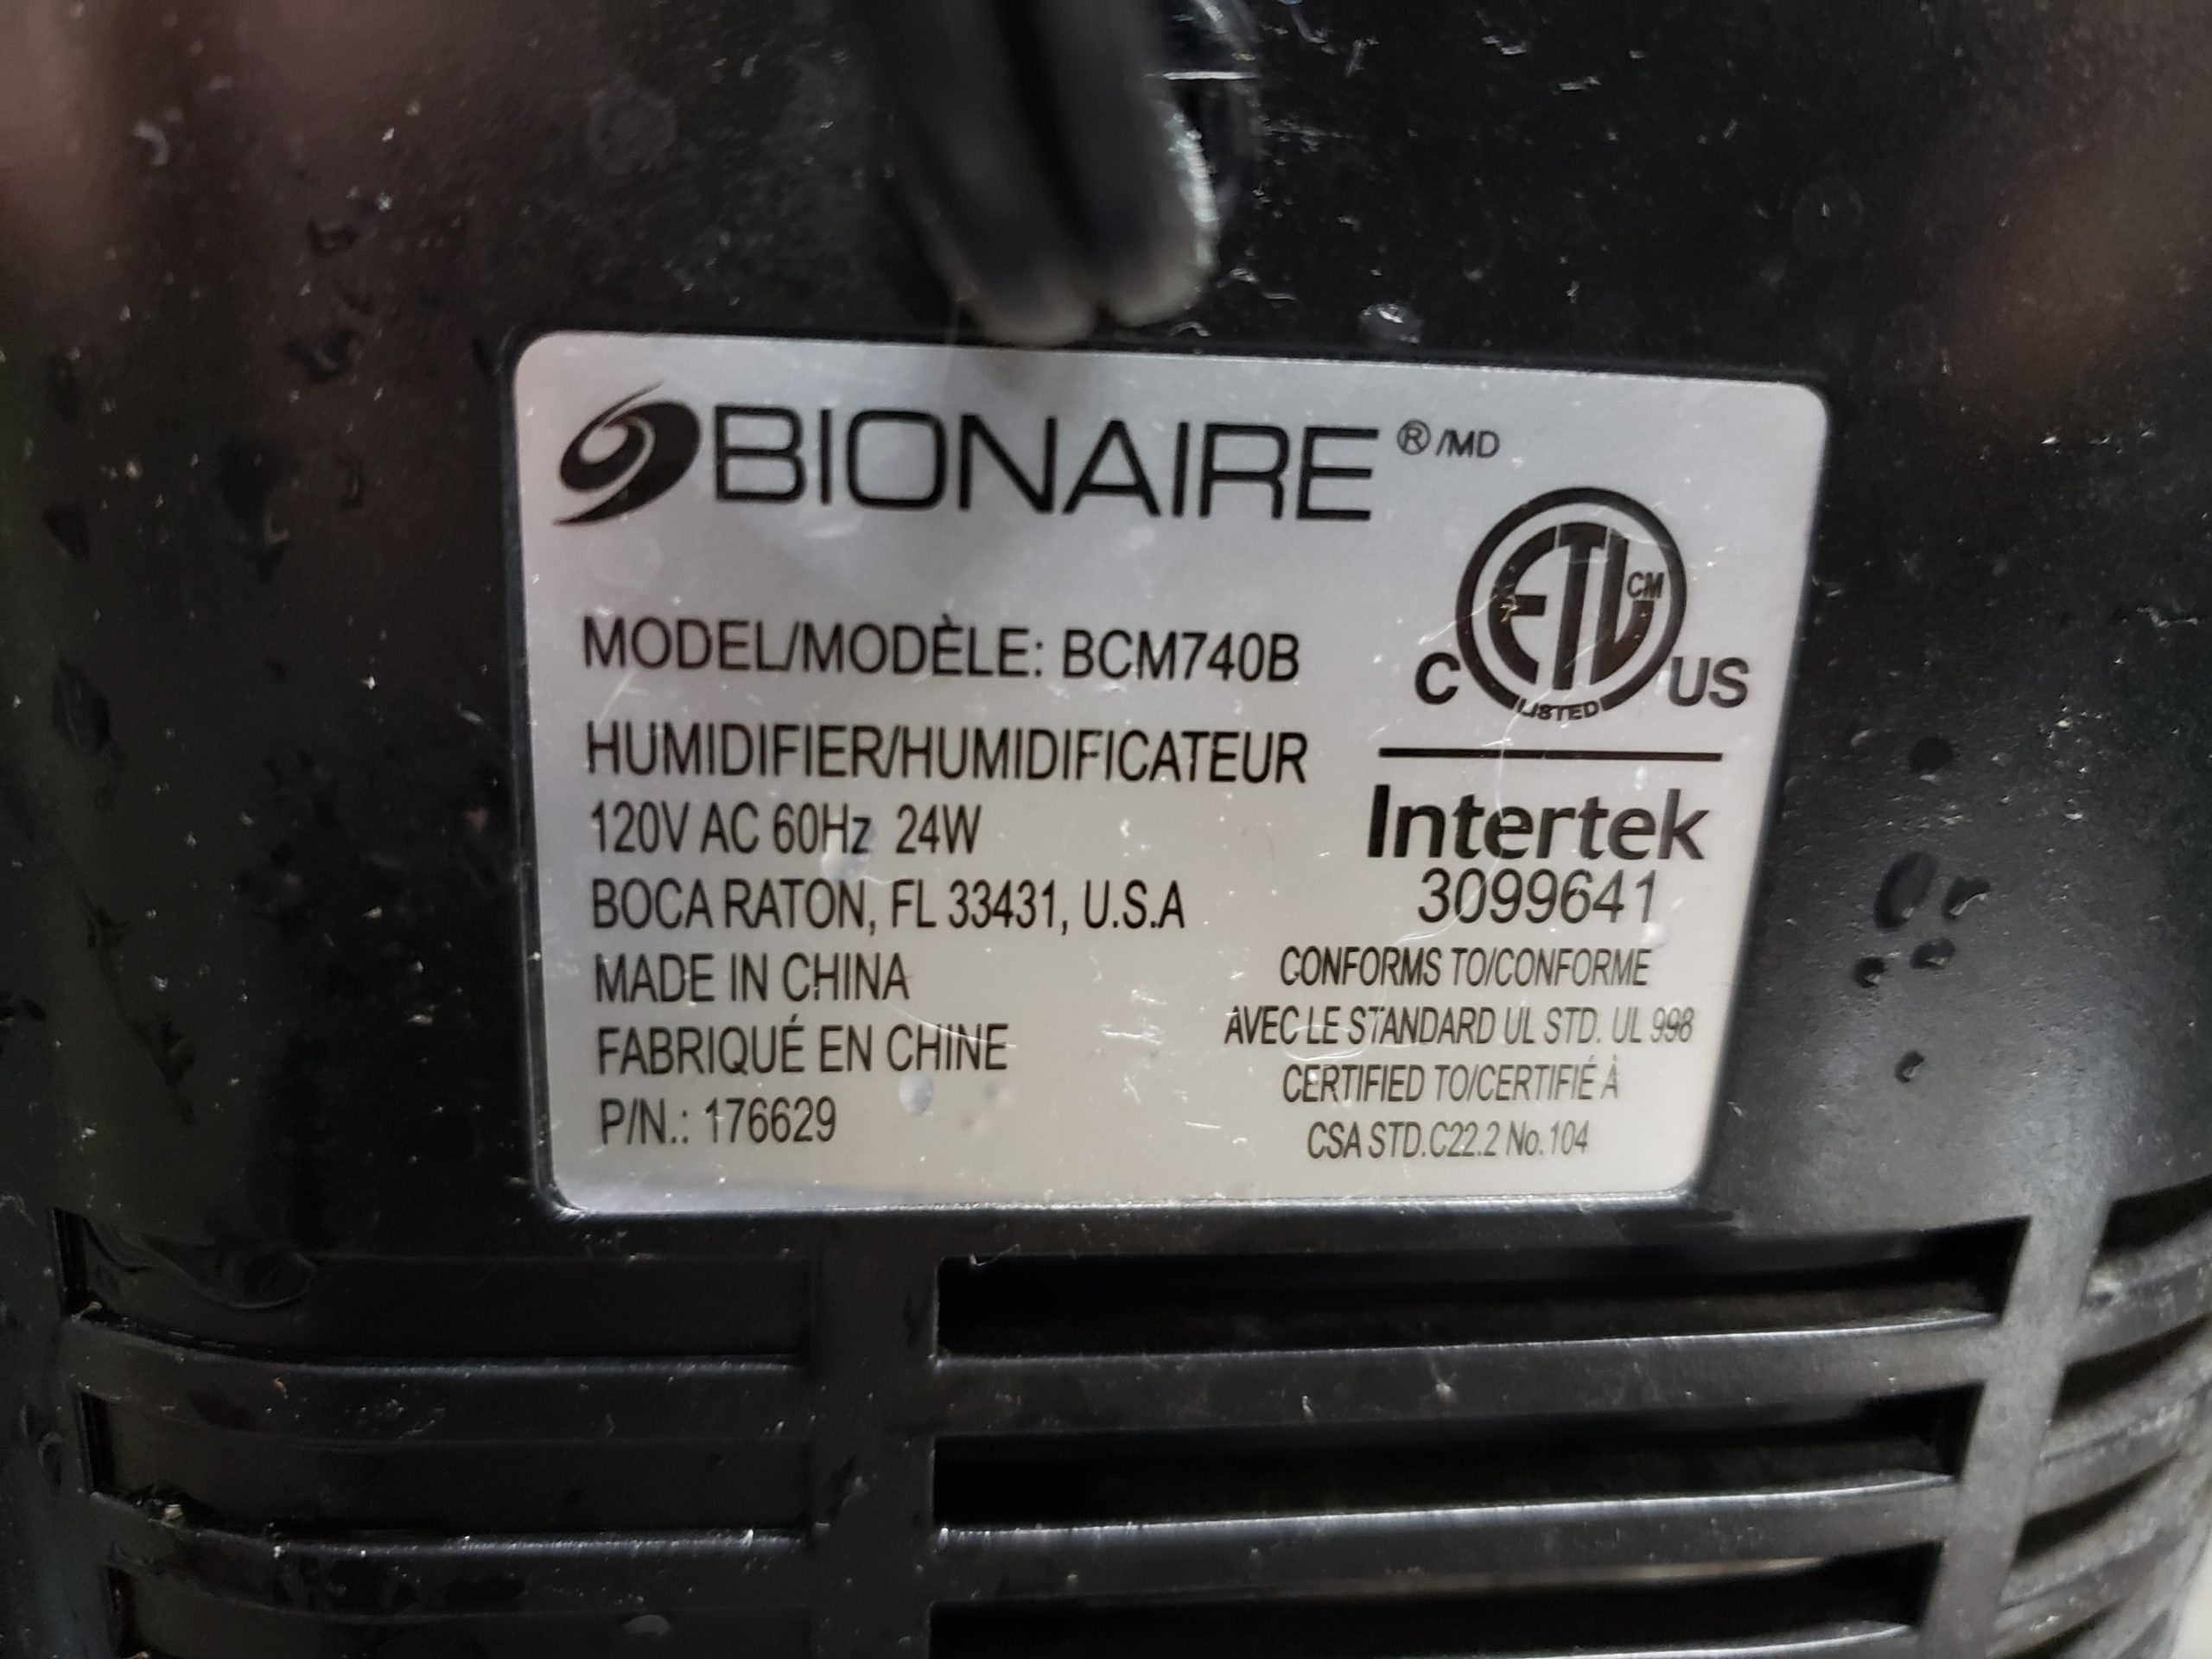 BIONAIRE®/MD
MODEL/MODÈLE: BCM740B
HUMIDIFIER/HUMIDIFICATEUR
120V AC 60Hz 24W
BOCA RATON, FL 33431, U.S.A
MADE IN CHINA
FABRIQUÉ EN CHINE
P/N.: 176629
ETL CM
C US
LISTED
Intertek
3099641
CONFORMS TO/CONFORME
AVEC LE STANDARD UL STD. UL 998
CERTIFIED TO/CERTIFIÉ À
CSA STD.C22.2 No.104